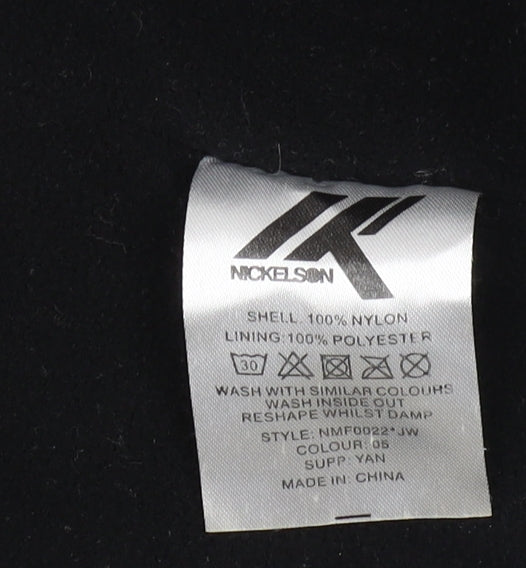 NICKELSON
SHELL. 100% NYLON
LINING:100% POLYESTER
30
WASH WITH SIMILAR COLOURS
WASH INSIDE OUT
RESHAPE WHILST DAMP
STYLE: NMF0022*JW
COLOUR: 05
SUPP: YAN
MADE IN: CHINA